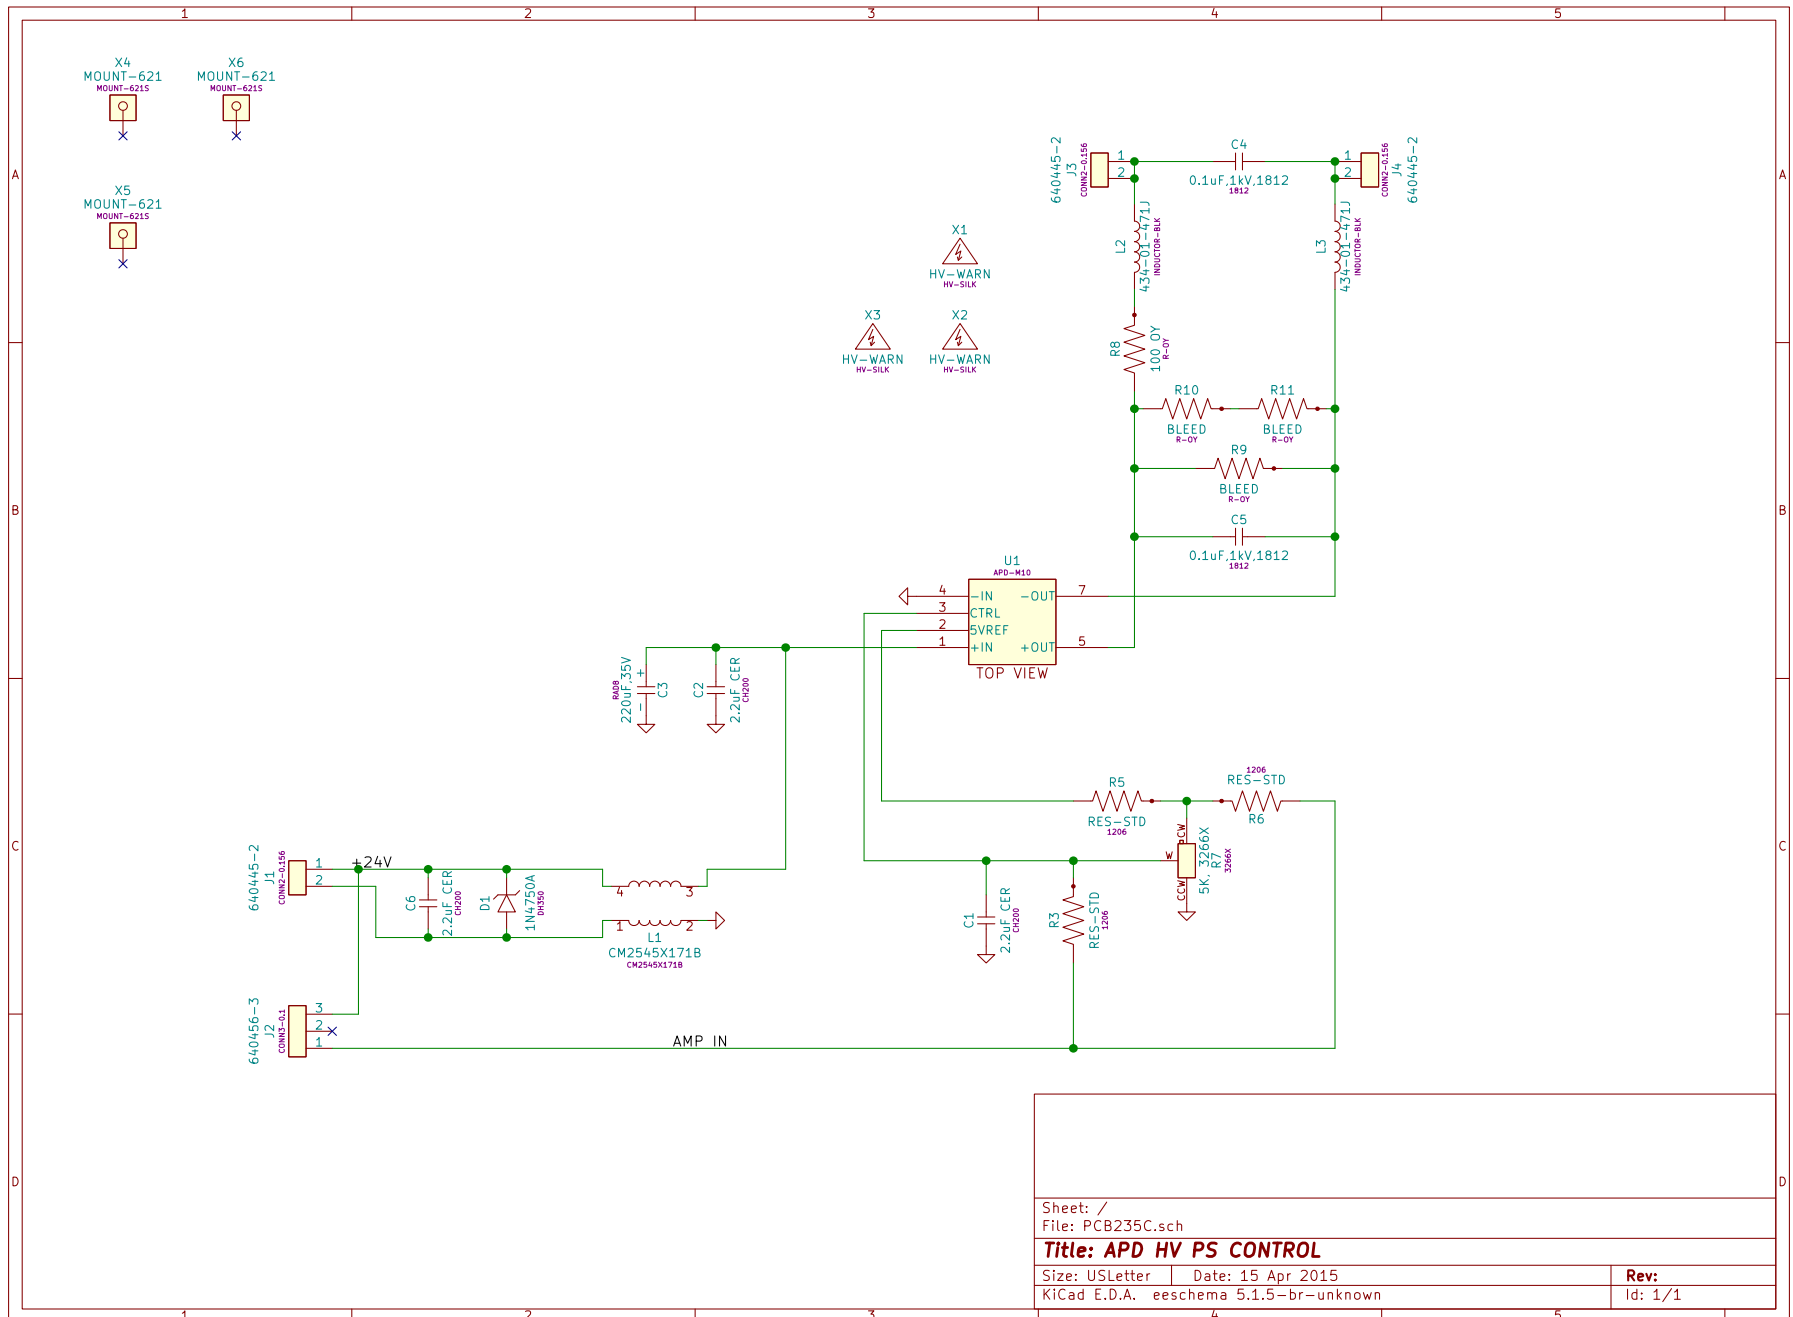 1 2 3 4 5
X4
MOUNT-621
MOUNT-621S
X6
MOUNT-621
MOUNT-621S
X5
MOUNT-621
MOUNT-621S
A
A
640445-2
J3
CONN2-0.156
1
2
C4
0.1uF,1kV,1812
1812
1
2
CONN2-0.156
J4
640445-2
X1
HV-WARN
HV-SILK
L2
434-01-471J
INDUCTOR-BLK
L3
434-01-471J
INDUCTOR-BLK
X3
HV-WARN
HV-SILK
X2
HV-WARN
HV-SILK
R8
100 OY
R-OY
R10
BLEED
R-OY
R11
BLEED
R-OY
R9
BLEED
R-OY
B
B
C5
0.1uF,1kV,1812
1812
U1
APD-M10
4 -IN -OUT 7
3 CTRL
2 5VREF
1 +IN +OUT 5
TOP VIEW
RAD8
220uF,35V
+
-
C3
C2
2.2uF CER
CH200
R5
RES-STD
1206
1206
RES-STD
R6
C
C
CW
W
CCW
5K, 3266X
R7
3266X
640445-2
J1
CONN2-0.156
1
2
+24V
C6
2.2uF CER
CH200
D1
1N4750A
DH350
4 3
1 2
L1
CM2545X171B
CM2545X171B
C1
2.2uF CER
CH200
R3
RES-STD
1206
640456-3
J2
CONN3-0.1
3
2
1
AMP IN
D
D
Sheet: /
File: PCB235C.sch
Title: APD HV PS CONTROL
Size: USLetter Date: 15 Apr 2015 Rev:
KiCad E.D.A. eeschema 5.1.5-br-unknown Id: 1/1
1 2 3 4 5